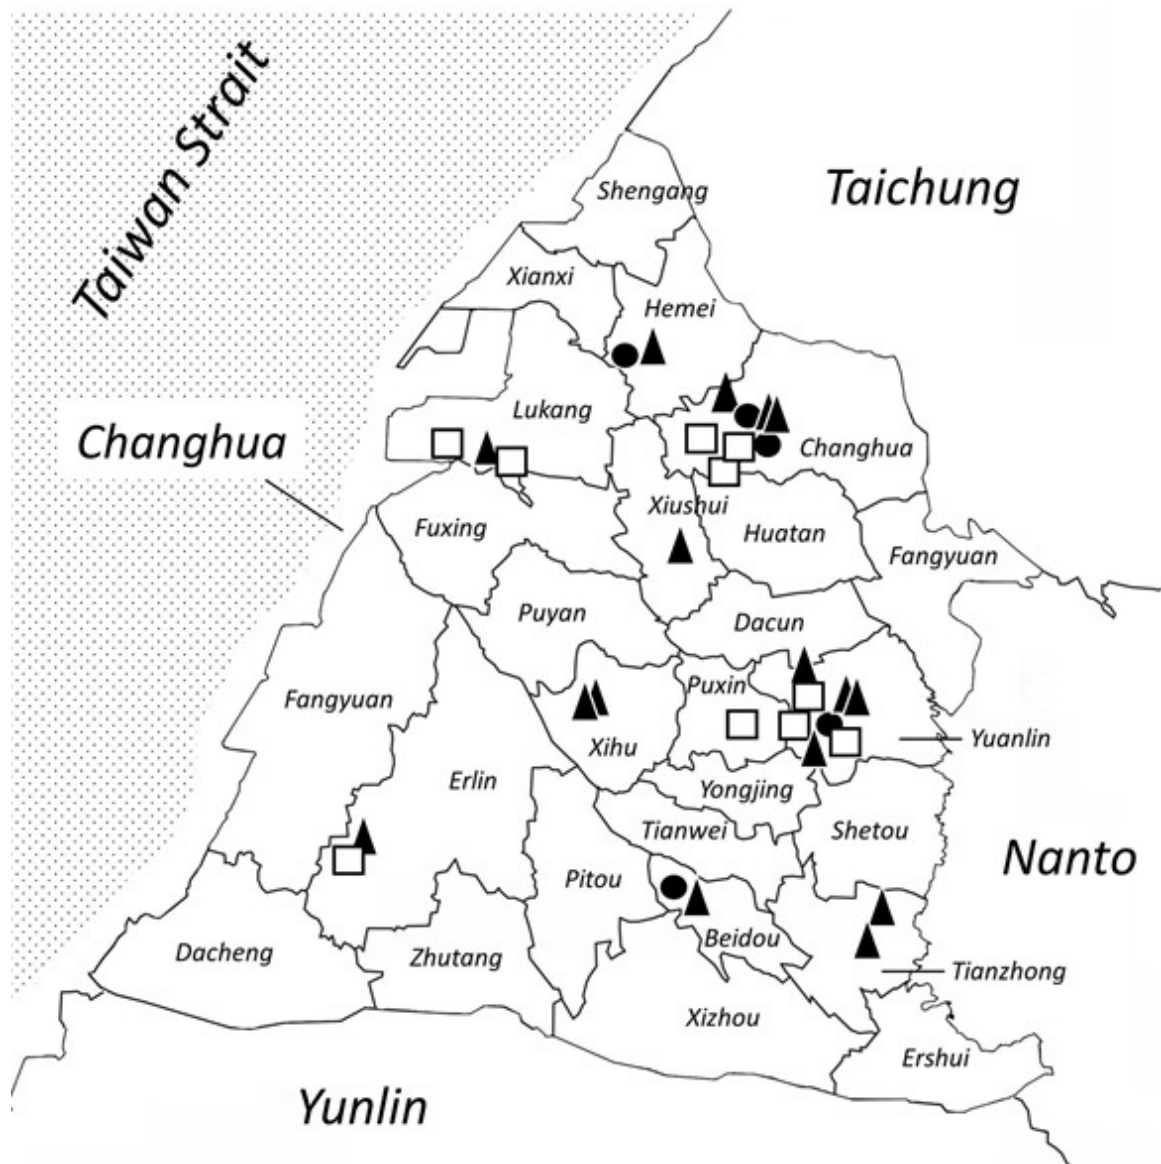 Taiwan Strait
Shengang
Taichung
Xianxi
Hemei
Lukang
Changhua
Changhua
Xiushui
Fuxing
Huatan
Fangyuan
Puyan
Dacun
Fangyuan
Puxin
Xihu
Yuanlin
Erlin
Yongjing
Tianwei
Shetou
Nanto
Pitou
Beidou
Dacheng
Zhutang
Tianzhong
Xizhou
Ershui
Yunlin